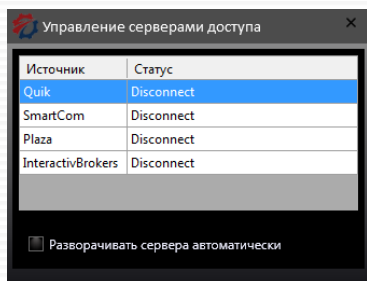 Управление серверами доступа
Источник Статус
Quik Disconnect
SmartCom Disconnect
Plaza Disconnect
InteractivBrokers Disconnect
Разворачивать сервера автоматически